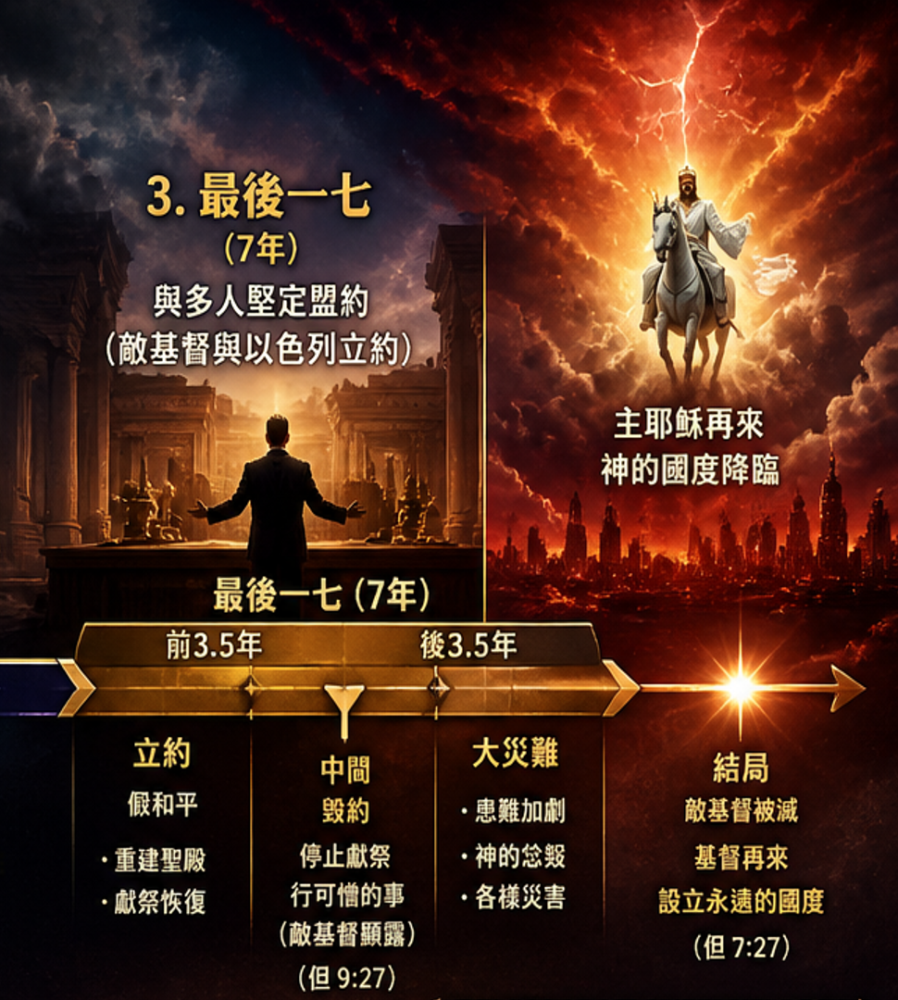 3. 最後一七
(7年)
與多人堅定盟約
(敵基督與以色列立約)
主耶穌再來
神的國度降臨
最後一七 (7年)
前3.5年
後3.5年
立約
假和平
・重建聖殿
・獻祭恢復
中間
毀約
停止獻祭
行可憎的事
(敵基督顯露)
(但 9:27)
大災難
・患難加劇
・神的
・各樣災害
結局
敵基督被滅
基督再來
設立永遠的國度
(但 7:27)